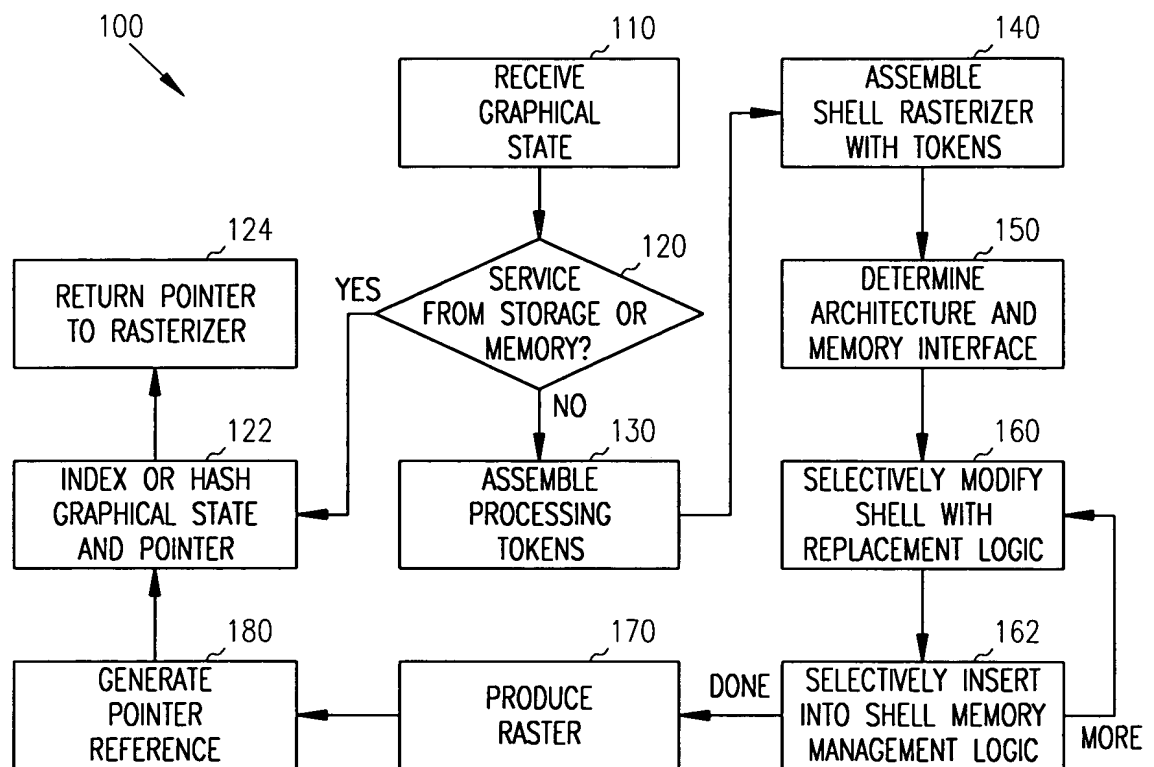 100
110
RECEIVE
GRAPHICAL
STATE
120
SERVICE
FROM STORAGE OR
MEMORY?
YES
NO
124
RETURN POINTER
TO RASTERIZER
122
INDEX OR HASH
GRAPHICAL STATE
AND POINTER
130
ASSEMBLE
PROCESSING
TOKENS
140
ASSEMBLE
SHELL RASTERIZER
WITH TOKENS
150
DETERMINE
ARCHITECTURE AND
MEMORY INTERFACE
160
SELECTIVELY MODIFY
SHELL WITH
REPLACEMENT LOGIC
162
SELECTIVELY INSERT
INTO SHELL MEMORY
MANAGEMENT LOGIC
MORE
DONE
170
PRODUCE
RASTER
180
GENERATE
POINTER
REFERENCE